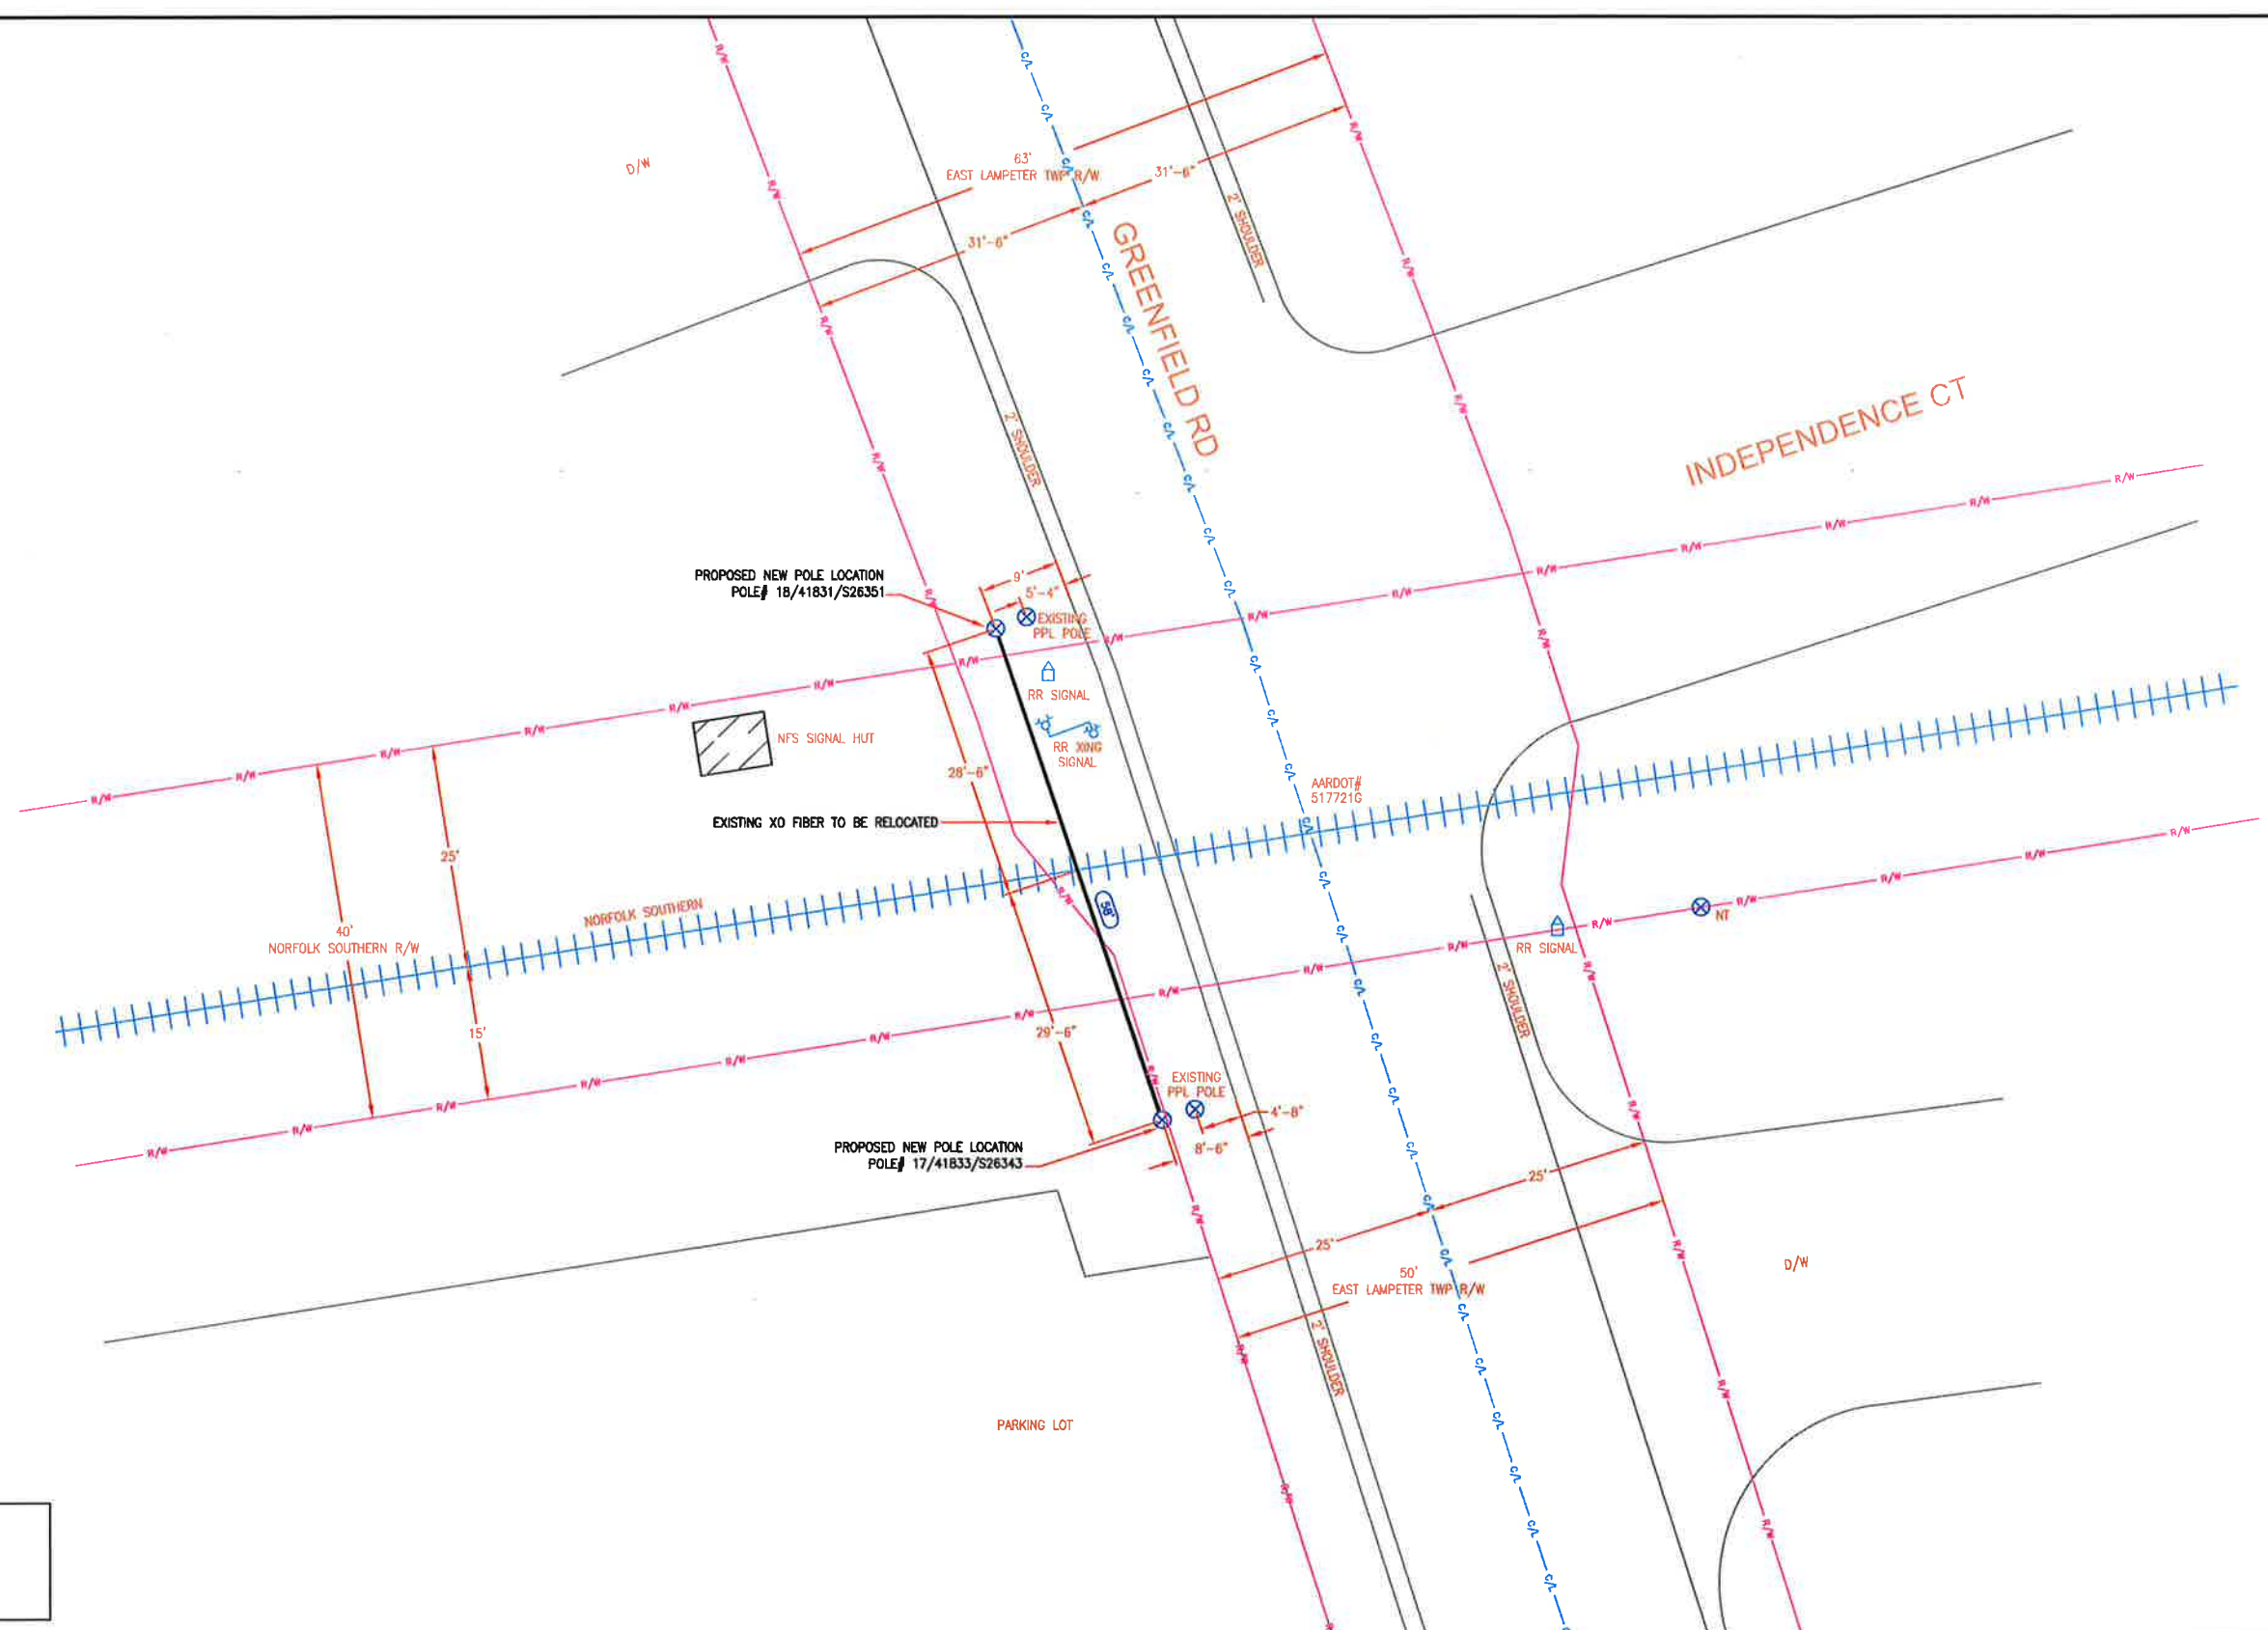 D/W
63'
EAST LAMPETER TWP R/W
31'-6"
31'-6"
2' SHOULDER
GREENFIELD RD
INDEPENDENCE CT
2' SHOULDER
PROPOSED NEW POLE LOCATION
POLE# 18/41831/S26351
9'
5'-4"
EXISTING
PPL POLE
RR SIGNAL
RR XING
SIGNAL
NFS SIGNAL HUT
28'-6"
AARDOT#
517721G
EXISTING XO FIBER TO BE RELOCATED
25'
NORFOLK SOUTHERN
40'
NORFOLK SOUTHERN R/W
58'
NT
RR SIGNAL
2' SHOULDER
15'
29'-6"
EXISTING
PPL POLE
4'-8"
8'-6"
PROPOSED NEW POLE LOCATION
POLE# 17/41833/S26343
25'
25'
50'
EAST LAMPETER TWP R/W
D/W
2' SHOULDER
PARKING LOT
R/W
C/L